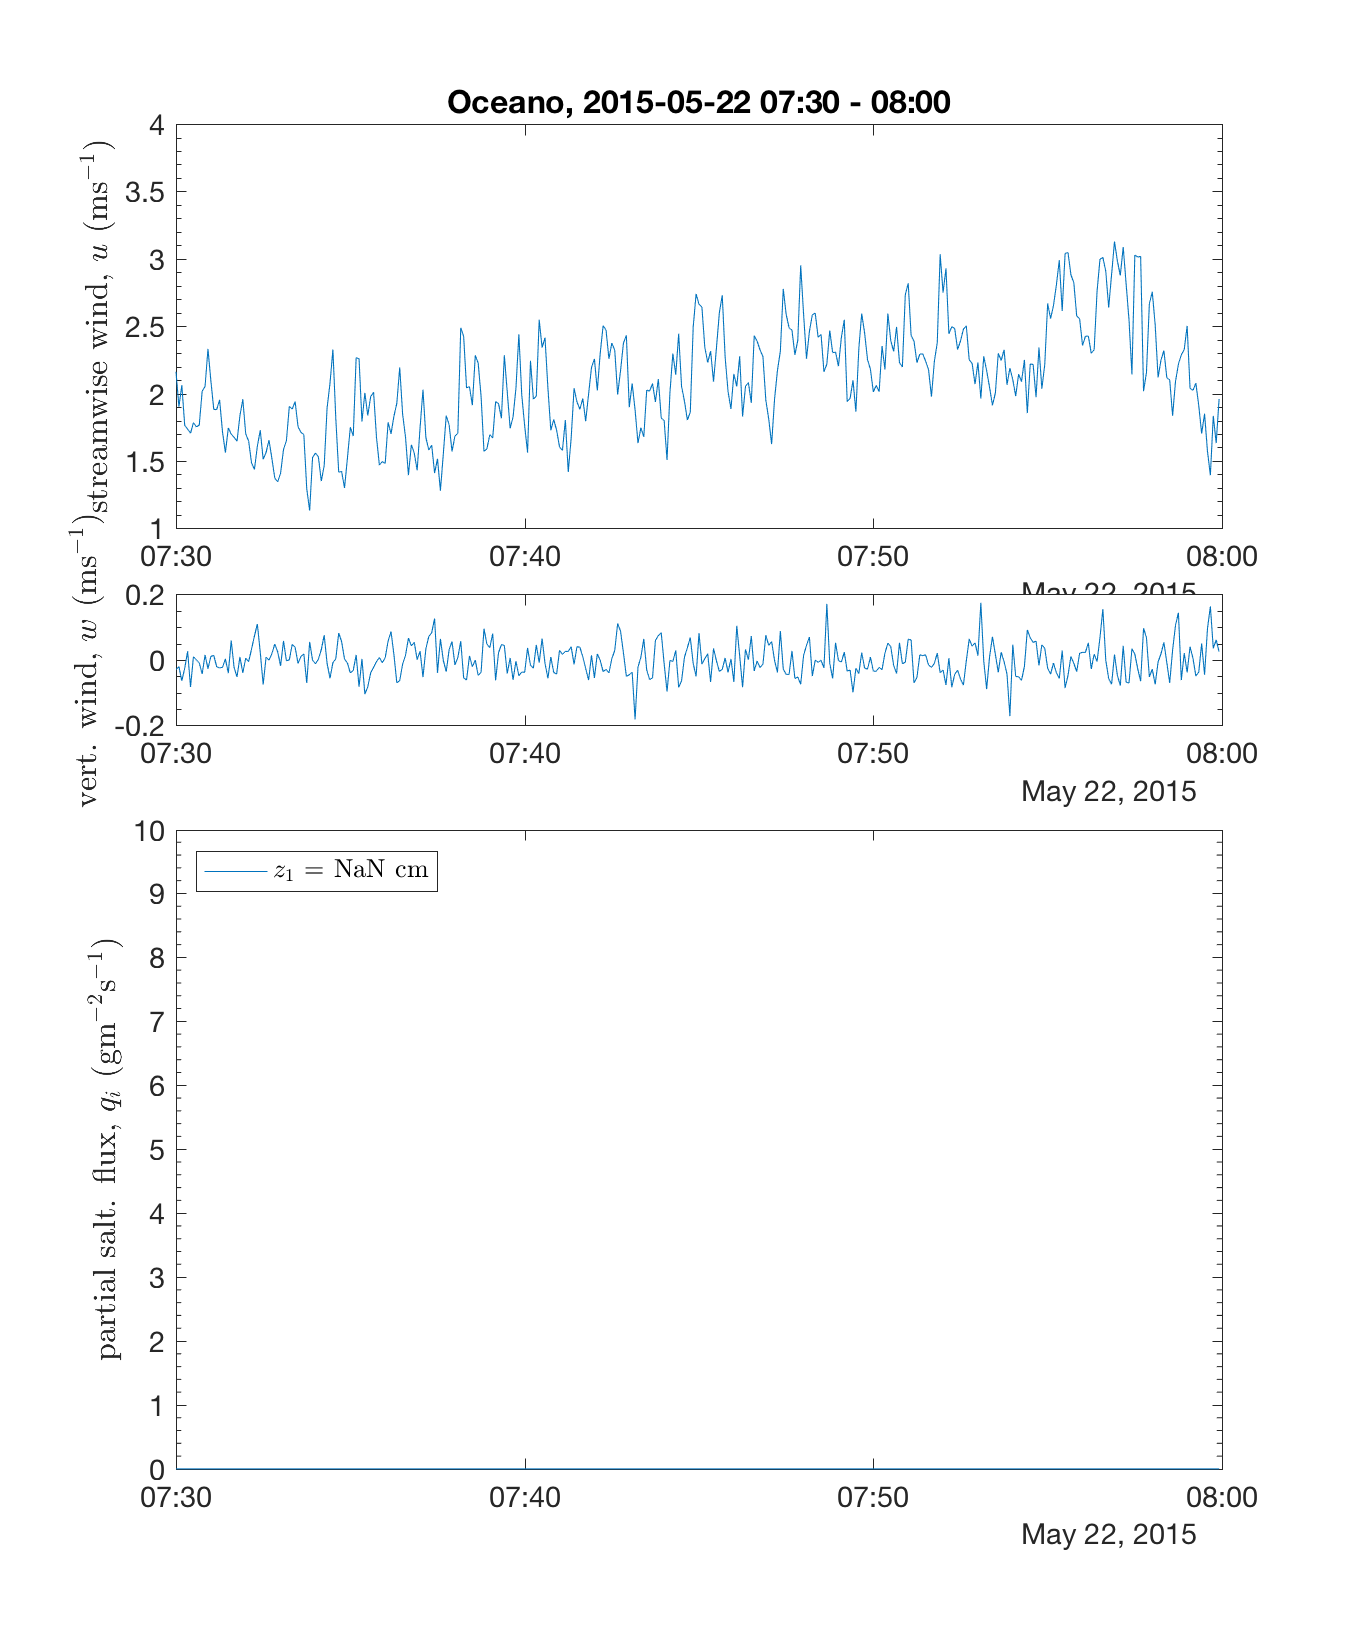 Oceano, 2015-05-22 07:30 - 08:00
streamwise wind, u (ms⁻¹)
4
3.5
3
2.5
2
1.5
1
07:30 07:40 07:50 08:00
May 22, 2015
vert. wind, w (ms⁻¹)
0.2
0
-0.2
07:30 07:40 07:50 08:00
May 22, 2015
partial salt. flux, qᵢ (gm⁻²s⁻¹)
10
9
8
7
6
5
4
3
2
1
0
z₁ = NaN cm
07:30 07:40 07:50 08:00
May 22, 2015